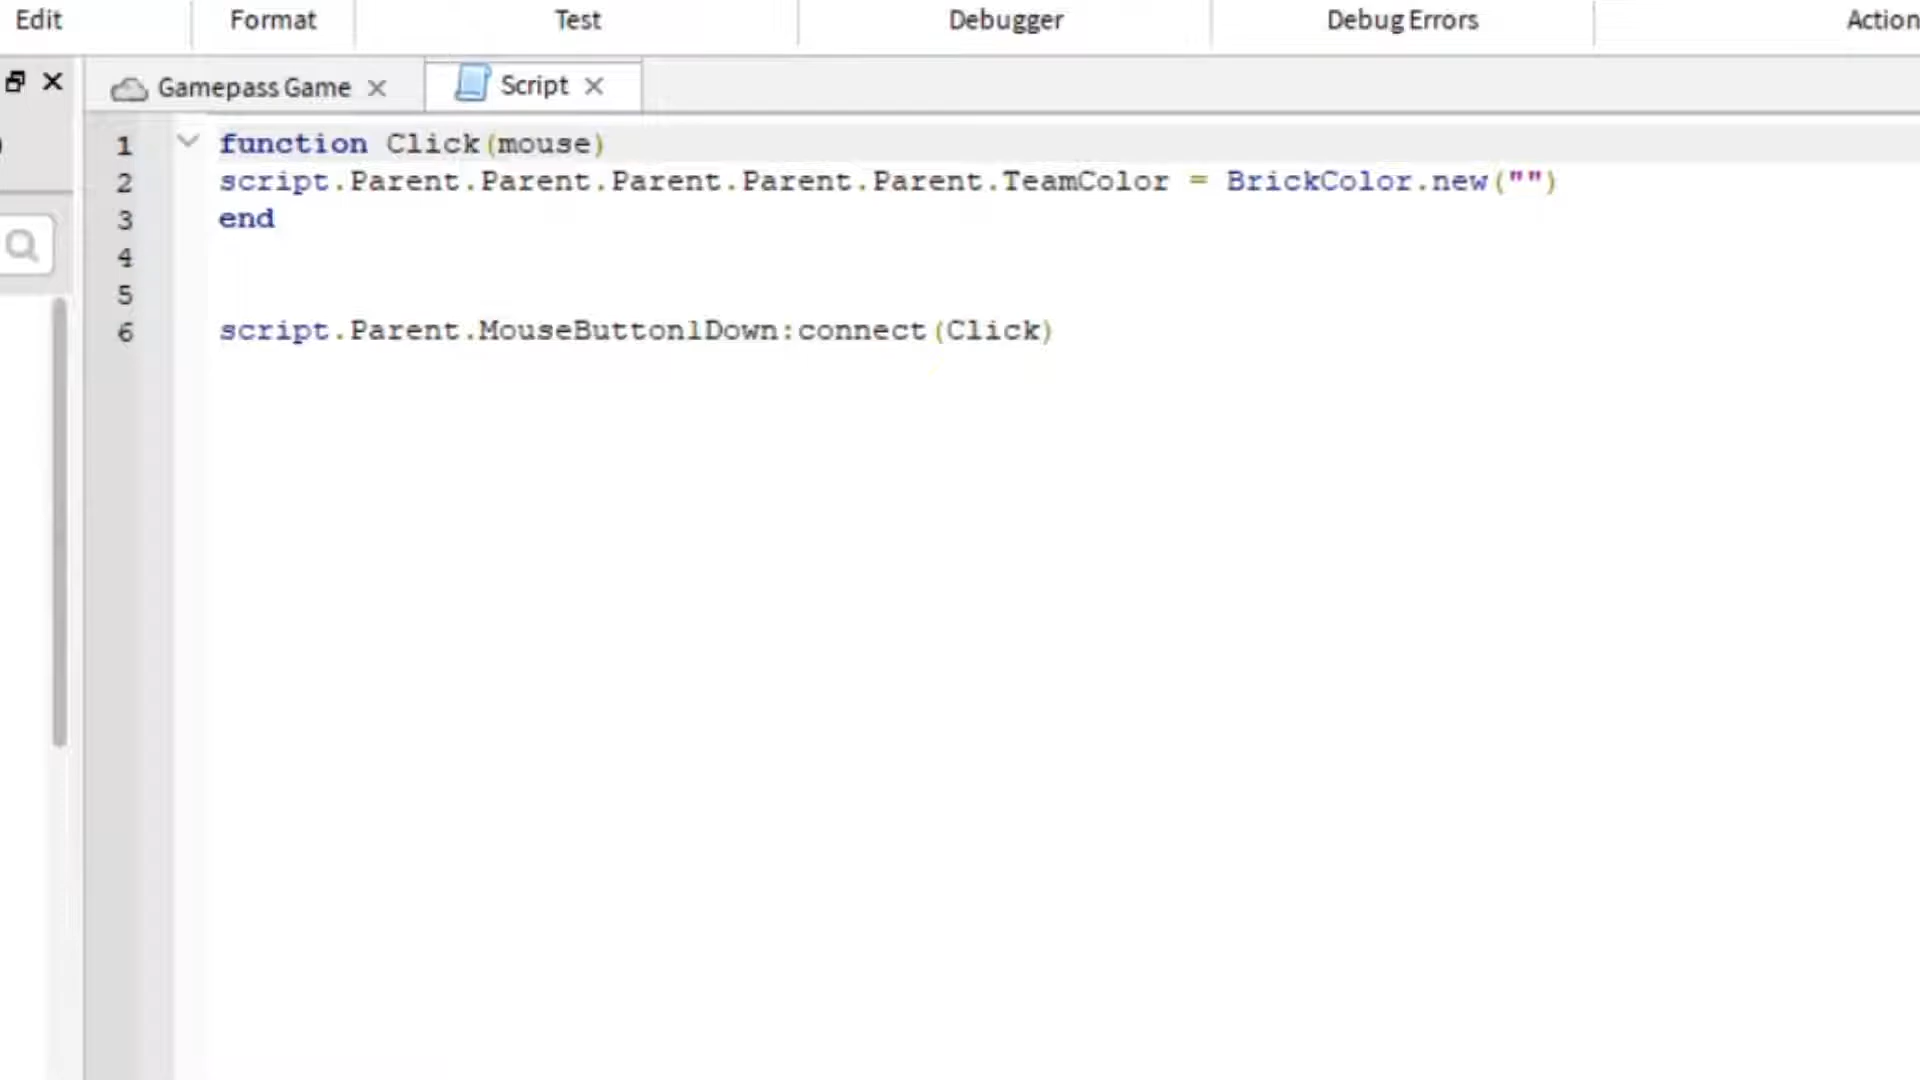 Edit Format Test Debugger Debug Errors Action
Gamepass Game Script
1 function Click(mouse)
2 script.Parent.Parent.Parent.Parent.Parent.TeamColor = BrickColor.new("")
3 end
4
5
6 script.Parent.MouseButton1Down:connect(Click)